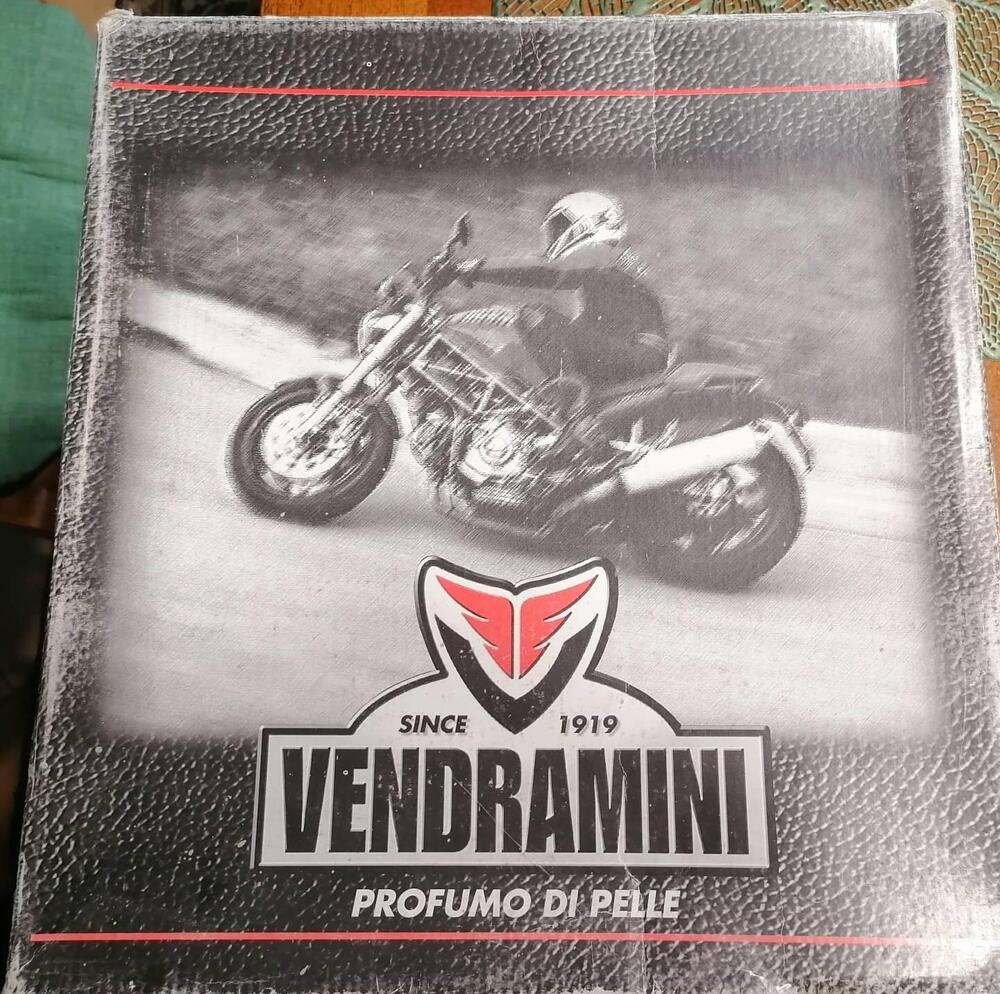 SINCE 1919
VENDRAMINI
PROFUMO DI PELLE